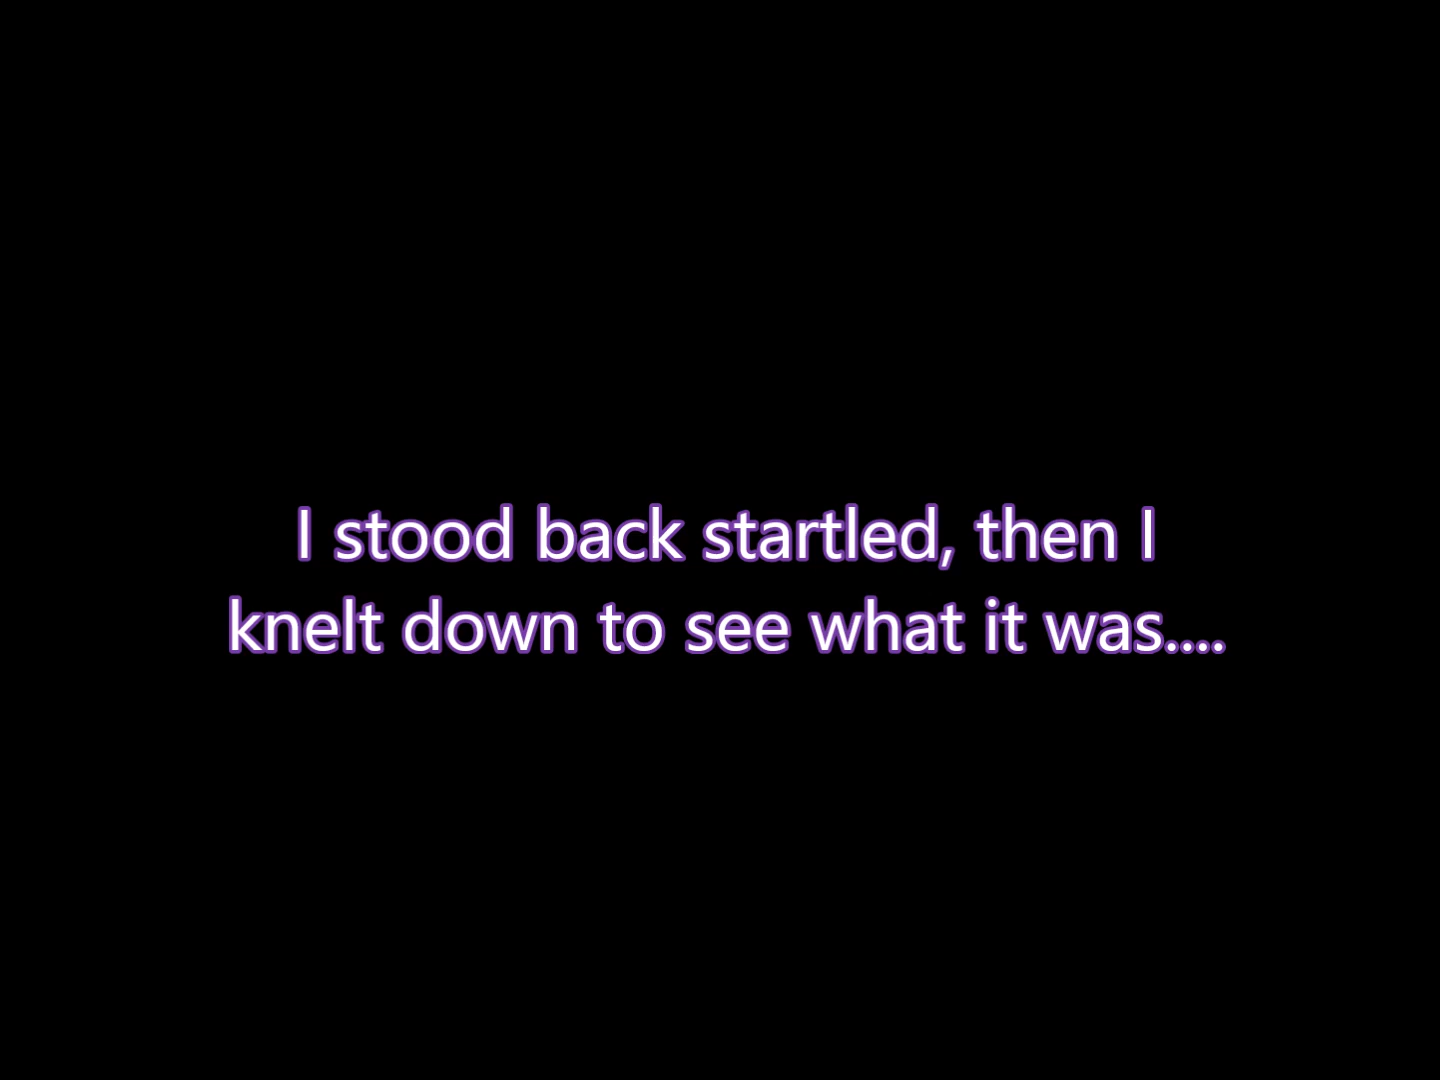 I stood back startled, then I
knelt down to see what it was....